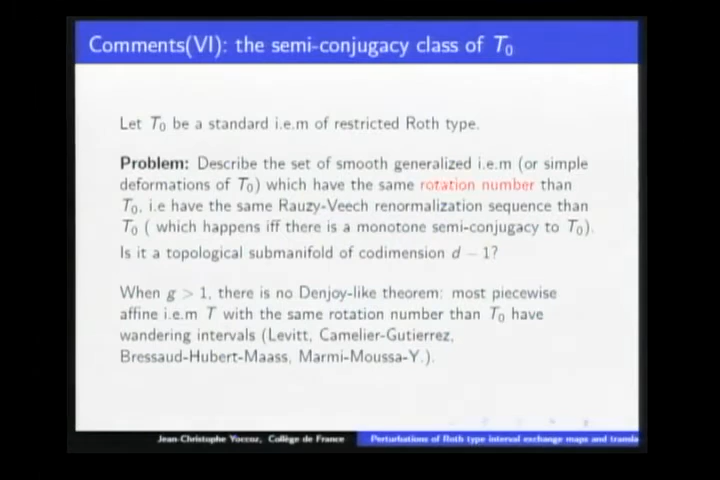 Comments(VI): the semi-conjugacy class of T₀
Let T₀ be a standard i.e.m of restricted Roth type.
Problem: Describe the set of smooth generalized i.e.m (or simple
deformations of T₀) which have the same rotation number than
T₀, i.e have the same Rauzy-Veech renormalization sequence than
T₀ ( which happens iff there is a monotone semi-conjugacy to T₀).
Is it a topological submanifold of codimension d − 1?
When g > 1, there is no Denjoy-like theorem: most piecewise
affine i.e.m T with the same rotation number than T₀ have
wandering intervals (Levitt, Camelier-Gutierrez,
Bressaud-Hubert-Maass, Marmi-Moussa-Y.).
Jean-Christophe Yoccoz, Collège de France Perturbations of Roth type interval exchange maps and transla